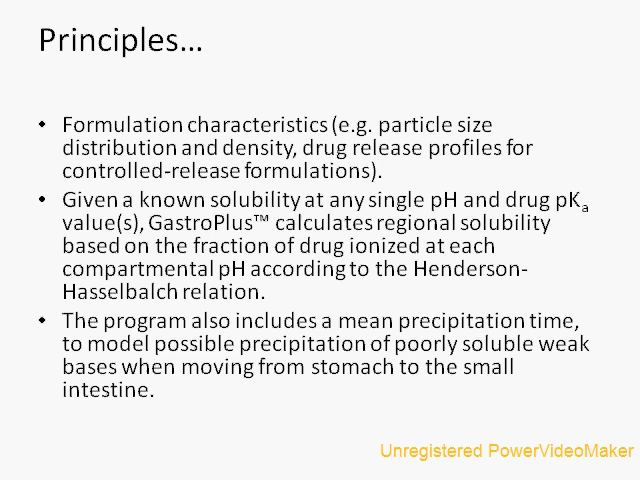 Principles…
• Formulation characteristics (e.g. particle size
distribution and density, drug release profiles for
controlled-release formulations).
• Given a known solubility at any single pH and drug pKa
value(s), GastroPlus™ calculates regional solubility
based on the fraction of drug ionized at each
compartmental pH according to the Henderson-
Hasselbalch relation.
• The program also includes a mean precipitation time,
to model possible precipitation of poorly soluble weak
bases when moving from stomach to the small
intestine.
Unregistered PowerVideoMaker